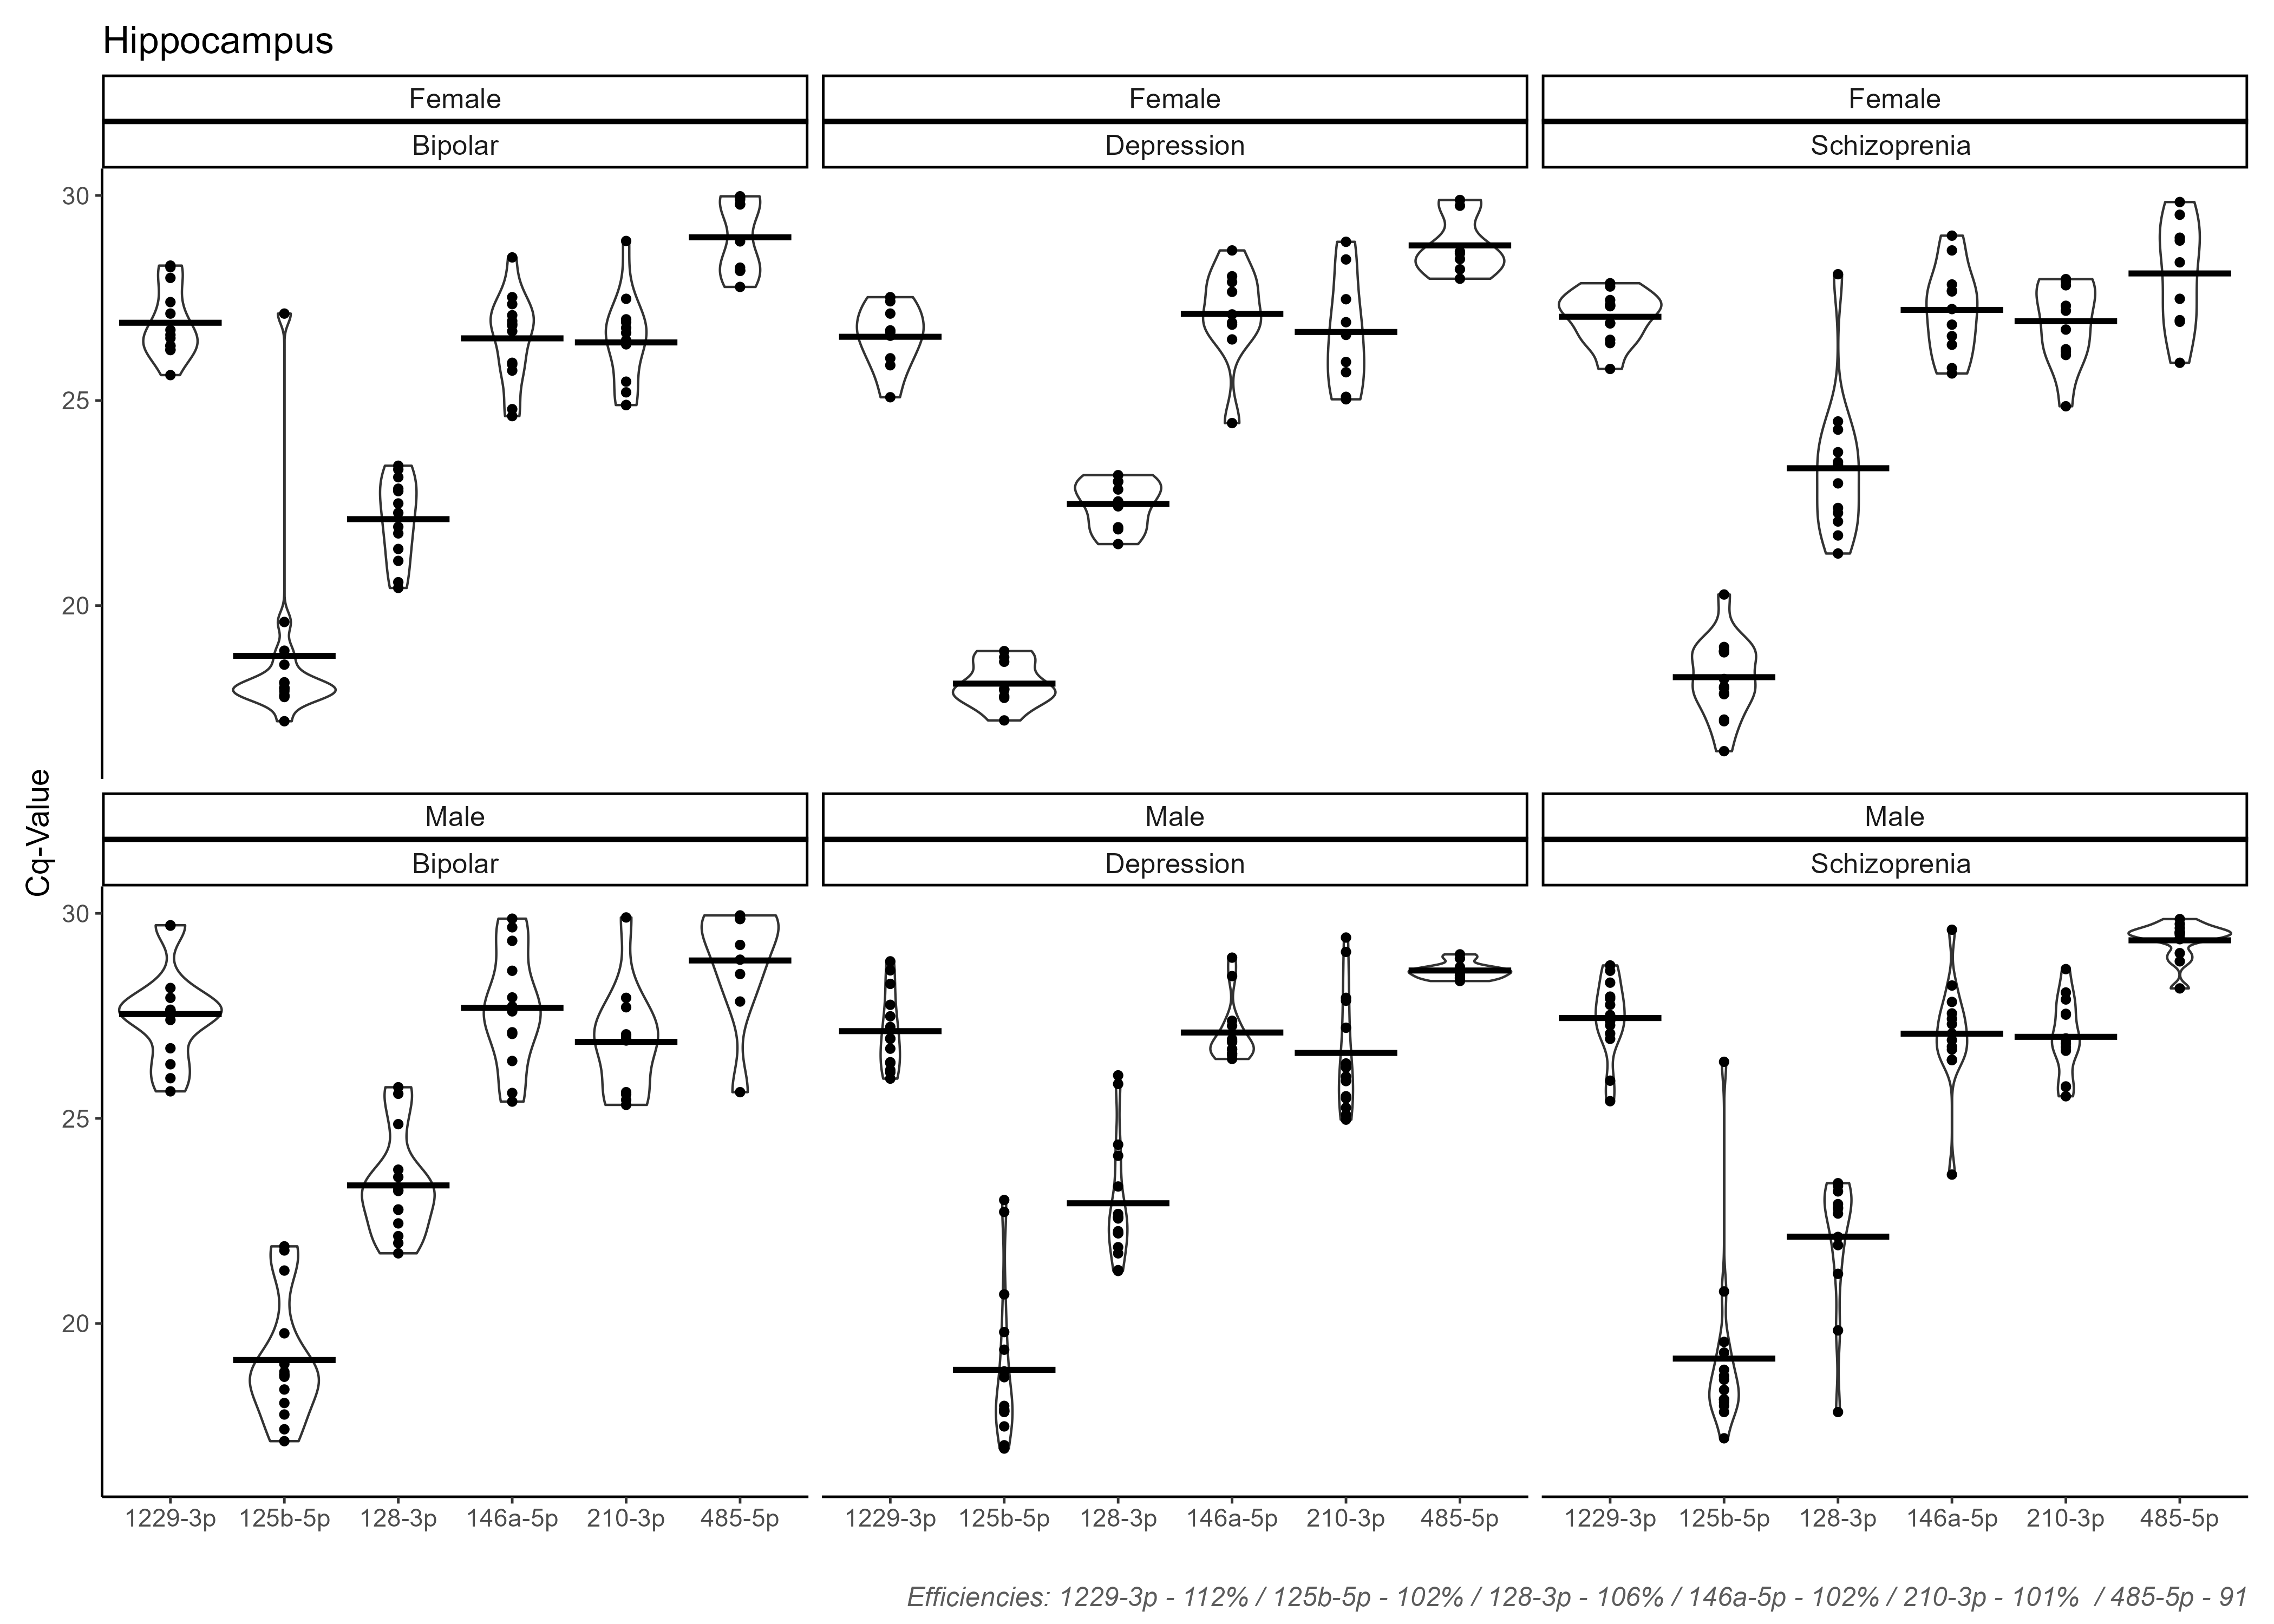 Hippocampus
Female Female Female
Bipolar Depression Schizoprenia
30
25
20
Cq-Value
Male Male Male
Bipolar Depression Schizoprenia
30
25
20
1229-3p 125b-5p 128-3p 146a-5p 210-3p 485-5p 1229-3p 125b-5p 128-3p 146a-5p 210-3p 485-5p 1229-3p 125b-5p 128-3p 146a-5p 210-3p 485-5p
Efficiencies: 1229-3p - 112% / 125b-5p - 102% / 128-3p - 106% / 146a-5p - 102% / 210-3p - 101%  / 485-5p - 91